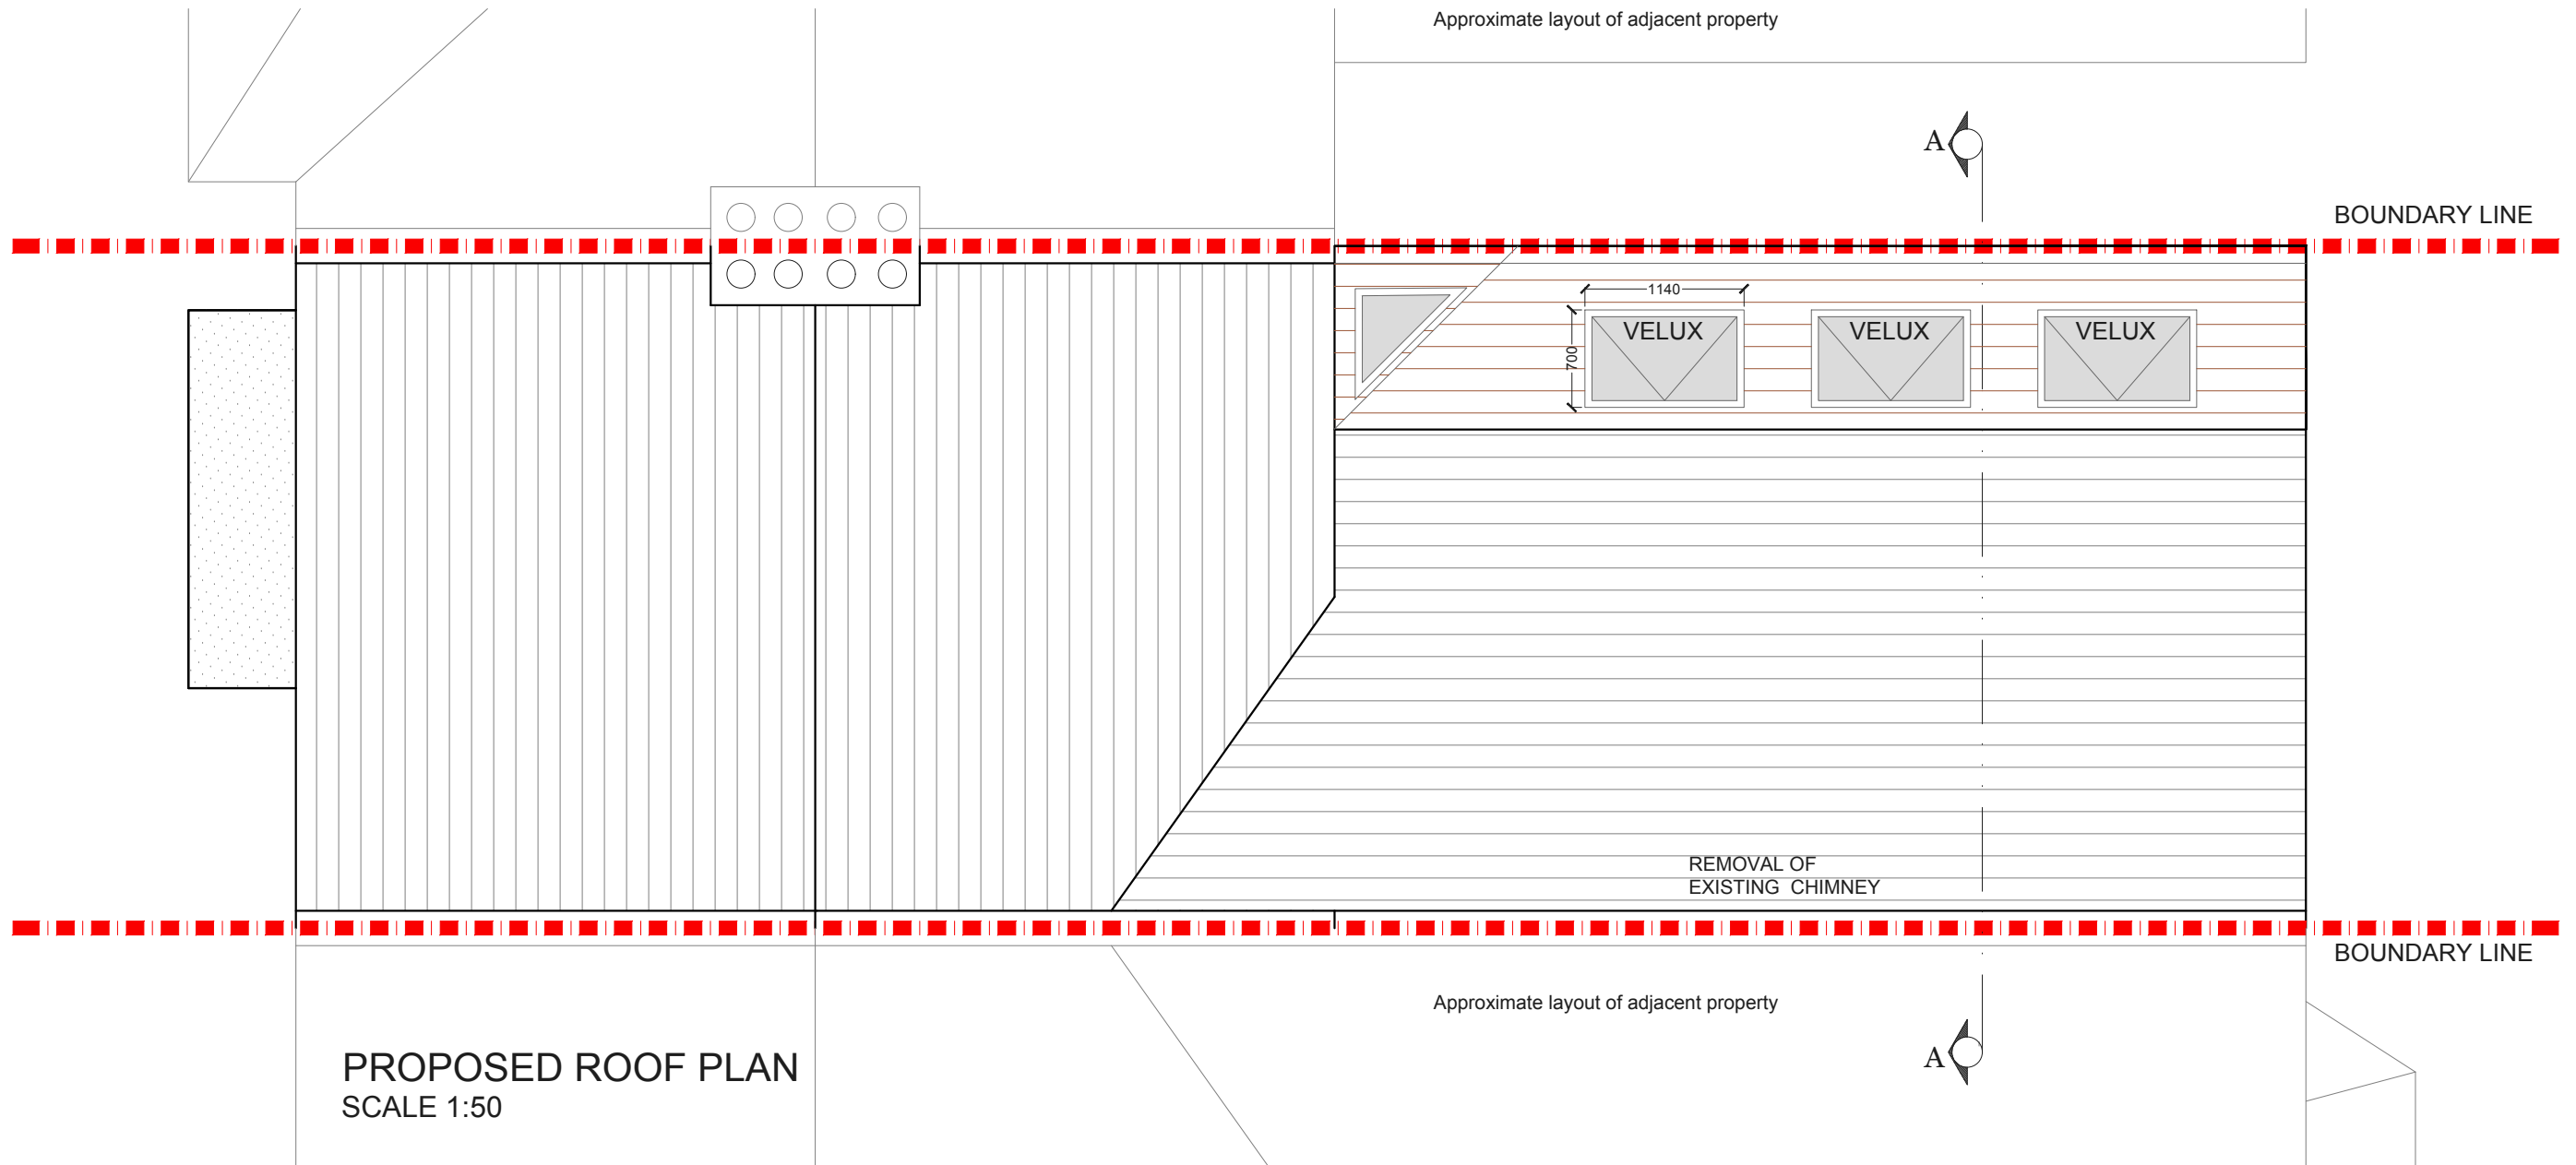 Approximate layout of adjacent property
A
BOUNDARY LINE
1140
700
VELUX
VELUX
VELUX
REMOVAL OF
EXISTING CHIMNEY
BOUNDARY LINE
Approximate layout of adjacent property
A
PROPOSED ROOF PLAN
SCALE 1:50